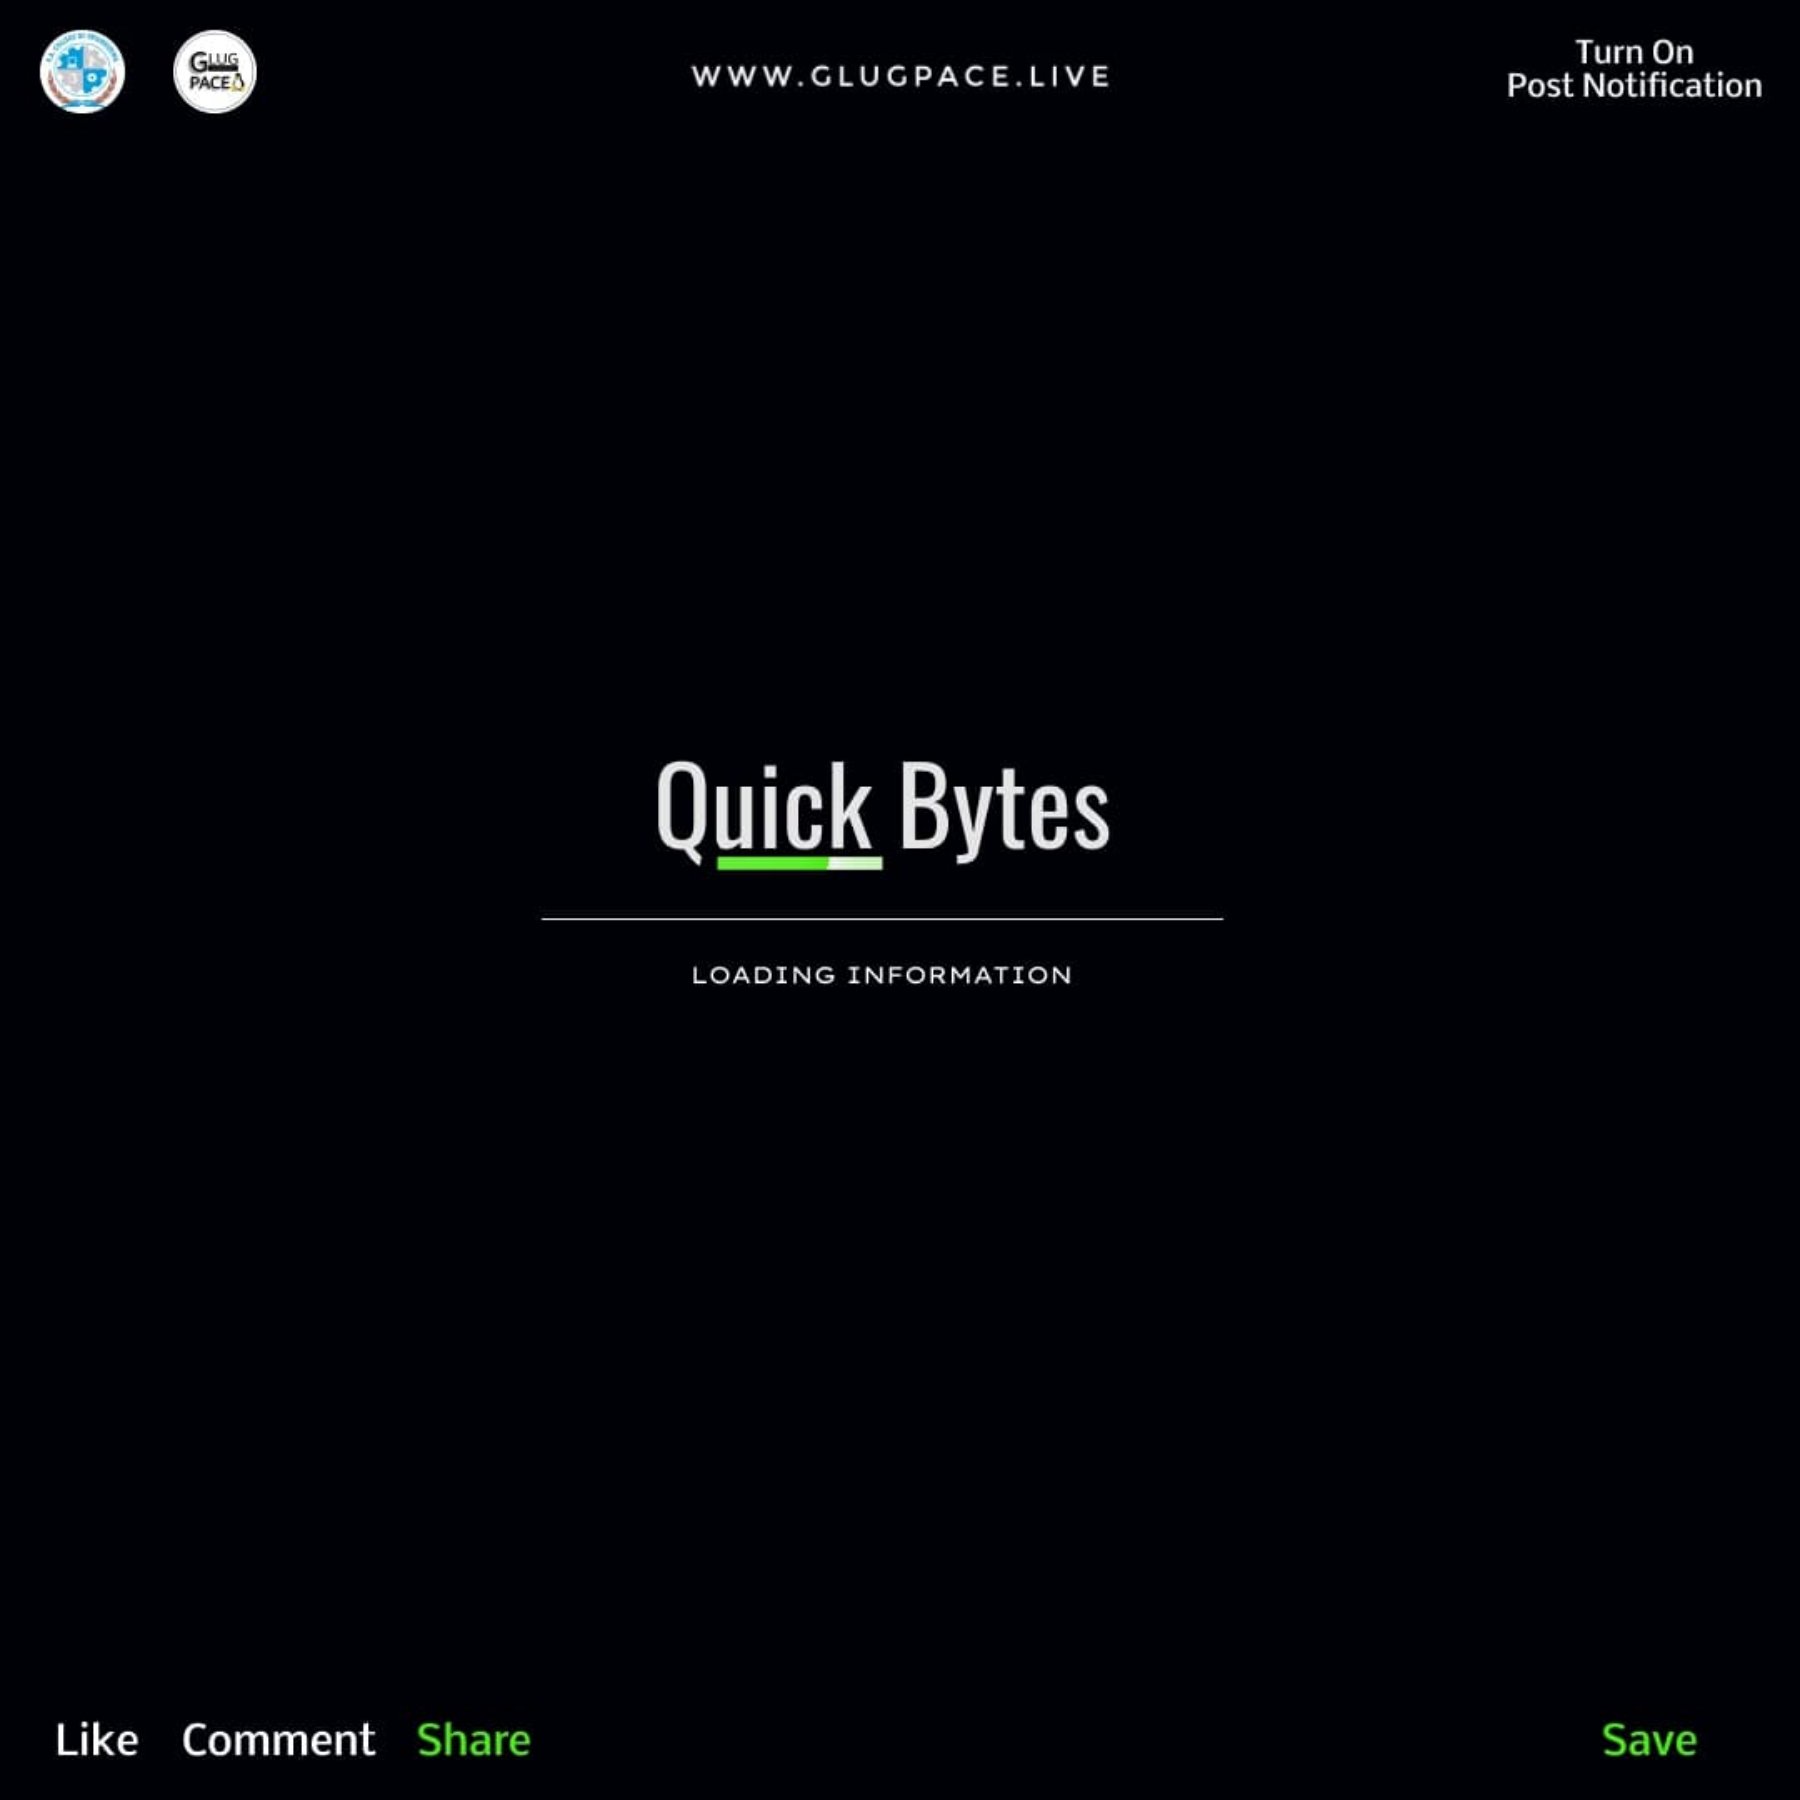 GLUG
PACE
WWW.GLUGPACE.LIVE
Turn On
Post Notification
Quick Bytes
LOADING INFORMATION
Like Comment Share
Save